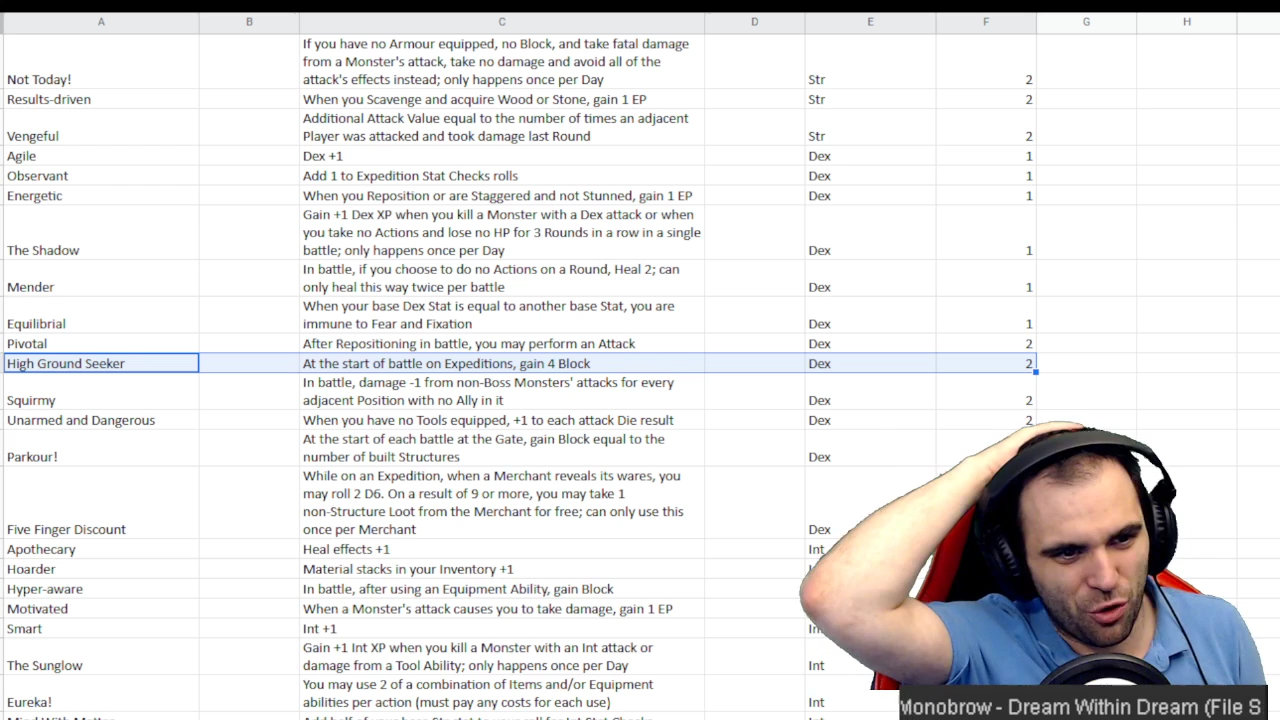 A B C D E F G H
If you have no Armour equipped, no Block, and take fatal damage
from a Monster's attack, take no damage and avoid all of the
Not Today! attack's effects instead; only happens once per Day Str 2
Results-driven When you Scavenge and acquire Wood or Stone, gain 1 EP Str 2
Additional Attack Value equal to the number of times an adjacent
Vengeful Player was attacked and took damage last Round Str 2
Agile Dex +1 Dex 1
Observant Add 1 to Expedition Stat Checks rolls Dex 1
Energetic When you Reposition or are Staggered and not Stunned, gain 1 EP Dex 1
Gain +1 Dex XP when you kill a Monster with a Dex attack or when
you take no Actions and lose no HP for 3 Rounds in a row in a single
The Shadow battle; only happens once per Day Dex 1
In battle, if you choose to do no Actions on a Round, Heal 2; can
Mender only heal this way twice per battle Dex 1
When your base Dex Stat is equal to another base Stat, you are
Equilibrial immune to Fear and Fixation Dex 1
Pivotal After Repositioning in battle, you may perform an Attack Dex 2
High Ground Seeker At the start of battle on Expeditions, gain 4 Block Dex 2
In battle, damage -1 from non-Boss Monsters' attacks for every
Squirmy adjacent Position with no Ally in it Dex 2
Unarmed and Dangerous When you have no Tools equipped, +1 to each attack Die result Dex 2
At the start of each battle at the Gate, gain Block equal to the
Parkour! number of built Structures Dex
While on an Expedition, when a Merchant reveals its wares, you
may roll 2 D6. On a result of 9 or more, you may take 1
non-Structure Loot from the Merchant for free; can only use this
Five Finger Discount once per Merchant Dex
Apothecary Heal effects +1 Int
Hoarder Material stacks in your Inventory +1
Hyper-aware In battle, after using an Equipment Ability, gain Block
Motivated When a Monster's attack causes you to take damage, gain 1 EP
Smart Int +1
Gain +1 Int XP when you kill a Monster with an Int attack or
The Sunglow damage from a Tool Ability; only happens once per Day Int
You may use 2 of a combination of Items and/or Equipment
Eureka! abilities per action (must pay any costs for each use) Int
Monobrow - Dream Within Dream (File S